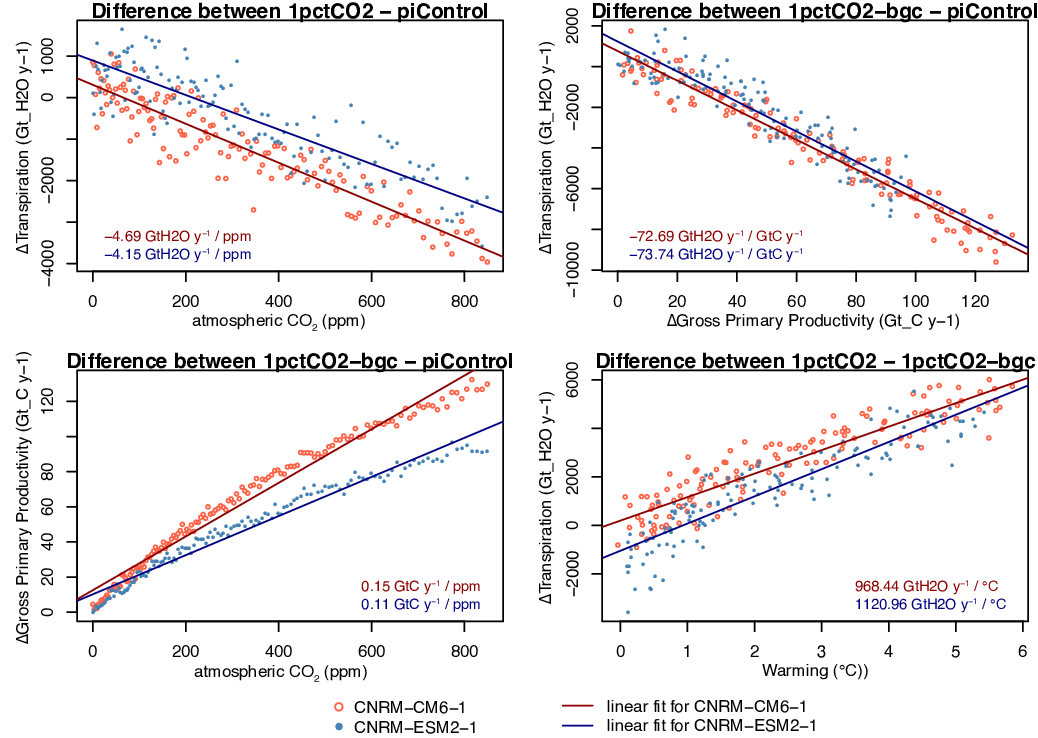 Difference between 1pctCO2 − piControl
ΔTranspiration (Gt_H2O y−1)
1000
0
−2000
−4000
−4.69 GtH2O y⁻¹ / ppm
−4.15 GtH2O y⁻¹ / ppm
0 200 400 600 800
atmospheric CO₂ (ppm)
Difference between 1pctCO2−bgc − piControl
ΔTranspiration (Gt_H2O y−1)
2000
−2000
−6000
−10000
−72.69 GtH2O y⁻¹ / GtC y⁻¹
−73.74 GtH2O y⁻¹ / GtC y⁻¹
0 20 40 60 80 100 120
ΔGross Primary Productivity (Gt_C y−1)
Difference between 1pctCO2−bgc − piControl
ΔGross Primary Productivity (Gt_C y−1)
120
80
60
40
20
0
0.15 GtC y⁻¹ / ppm
0.11 GtC y⁻¹ / ppm
0 200 400 600 800
atmospheric CO₂ (ppm)
Difference between 1pctCO2 − 1pctCO2−bgc
ΔTranspiration (Gt_H2O y−1)
6000
2000
0
−2000
968.44 GtH2O y⁻¹ / °C
1120.96 GtH2O y⁻¹ / °C
0 1 2 3 4 5 6
Warming (°C))
CNRM−CM6−1
CNRM−ESM2−1
linear fit for CNRM−CM6−1
linear fit for CNRM−ESM2−1